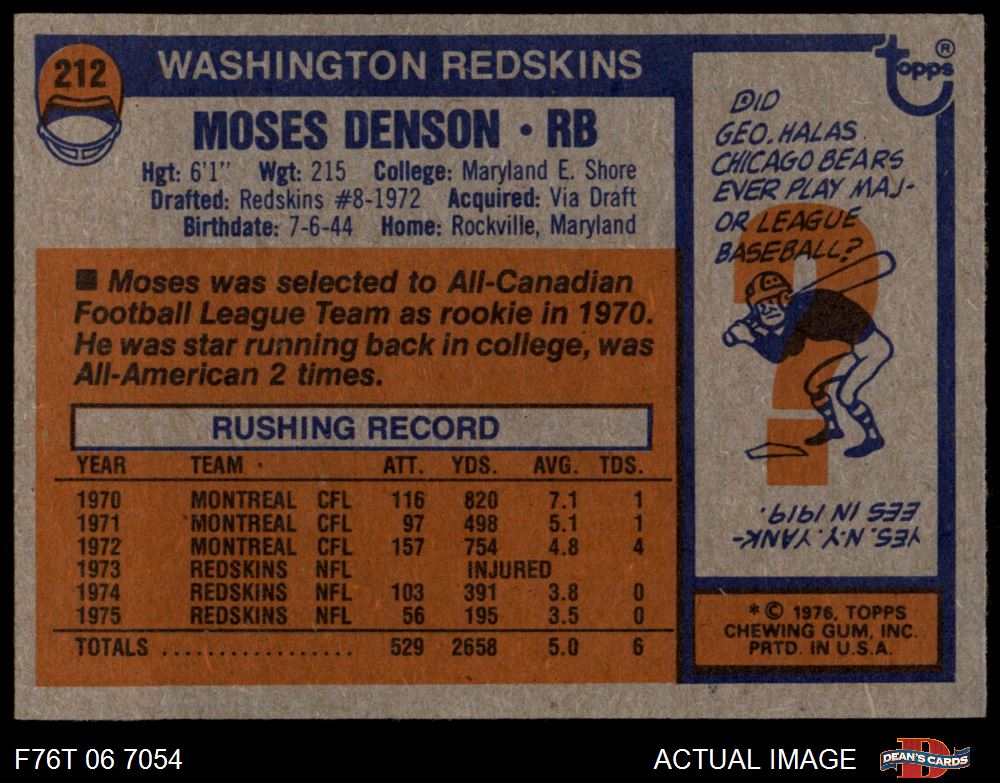 212
WASHINGTON REDSKINS
MOSES DENSON • RB
Hgt: 6'1" Wgt: 215 College: Maryland E. Shore
Drafted: Redskins #8-1972 Acquired: Via Draft
Birthdate: 7-6-44 Home: Rockville, Maryland
■ Moses was selected to All-Canadian
Football League Team as rookie in 1970.
He was star running back in college, was
All-American 2 times.
RUSHING RECORD
YEAR TEAM ATT. YDS. AVG. TDS.
1970 MONTREAL CFL 116 820 7.1 1
1971 MONTREAL CFL 97 498 5.1 1
1972 MONTREAL CFL 157 754 4.8 4
1973 REDSKINS NFL INJURED
1974 REDSKINS NFL 103 391 3.8 0
1975 REDSKINS NFL 56 195 3.5 0
TOTALS ................. 529 2658 5.0 6
Topps®
DID
GEO. HALAS
CHICAGO BEARS
EVER PLAY MAJ-
OR LEAGUE
BASEBALL?
?
YES. N.Y. YANK-
EES IN 1919.
*© 1976, TOPPS
CHEWING GUM, INC.
PRTD. IN U.S.A.
F76T 06 7054
ACTUAL IMAGE
D
DEAN'S CARDS